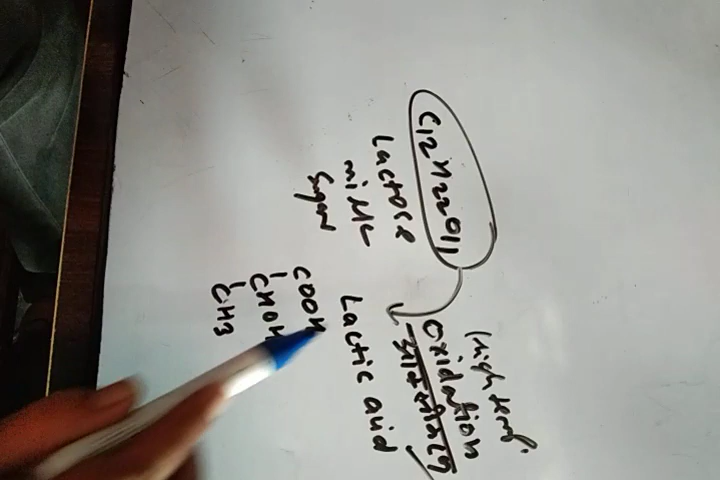 C12H22O11
Lactose
milk
Sugar
(high temp.
Oxidation
Lactic acid
COOH
CHOH
CH3